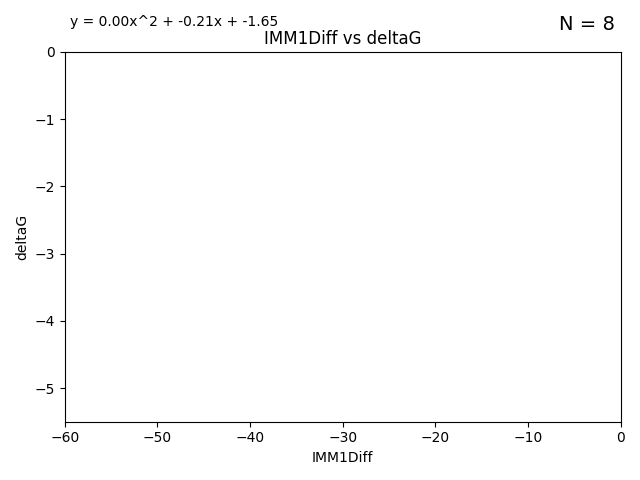 y = 0.00x^2 + -0.21x + -1.65
N = 8
IMM1Diff vs deltaG
0
−1
−2
−3
−4
−5
deltaG
−60 −50 −40 −30 −20 −10 0
IMM1Diff